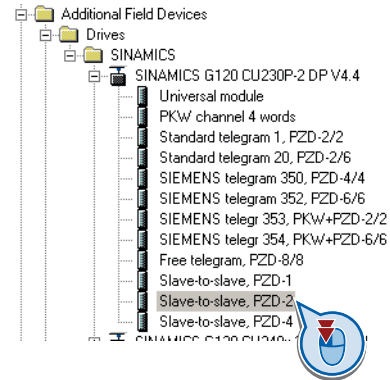 Additional Field Devices
Drives
SINAMICS
SINAMICS G120 CU230P-2 DP V4.4
Universal module
PKW channel 4 words
Standard telegram 1, PZD-2/2
Standard telegram 20, PZD-2/6
SIEMENS telegram 350, PZD-4/4
SIEMENS telegram 352, PZD-6/6
SIEMENS telegr 353, PKW+PZD-2/2
SIEMENS telegr 354, PKW+PZD-6/6
Free telegram, PZD-8/8
Slave-to-slave, PZD-1
Slave-to-slave, PZD-2
Slave-to-slave, PZD-4
SINAMICS G120